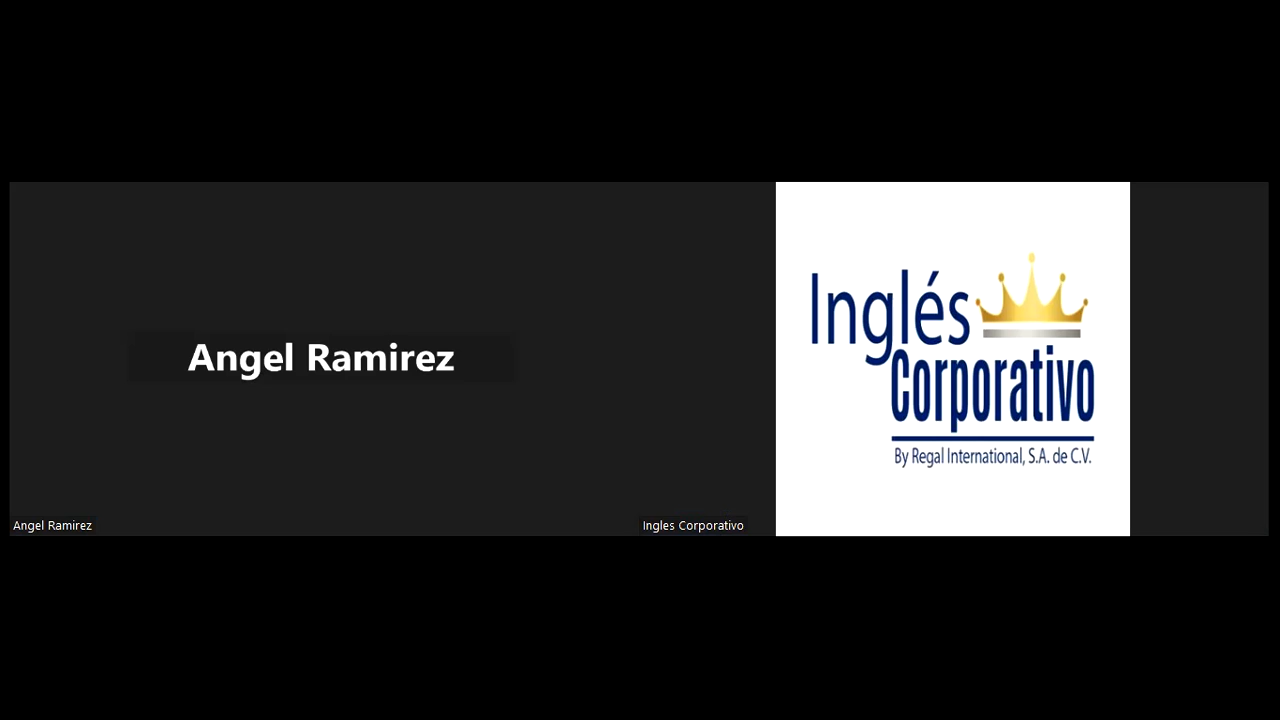 Angel Ramirez
Angel Ramirez
Ingles Corporativo
Inglés
Corporativo
By Regal International, S.A. de C.V.